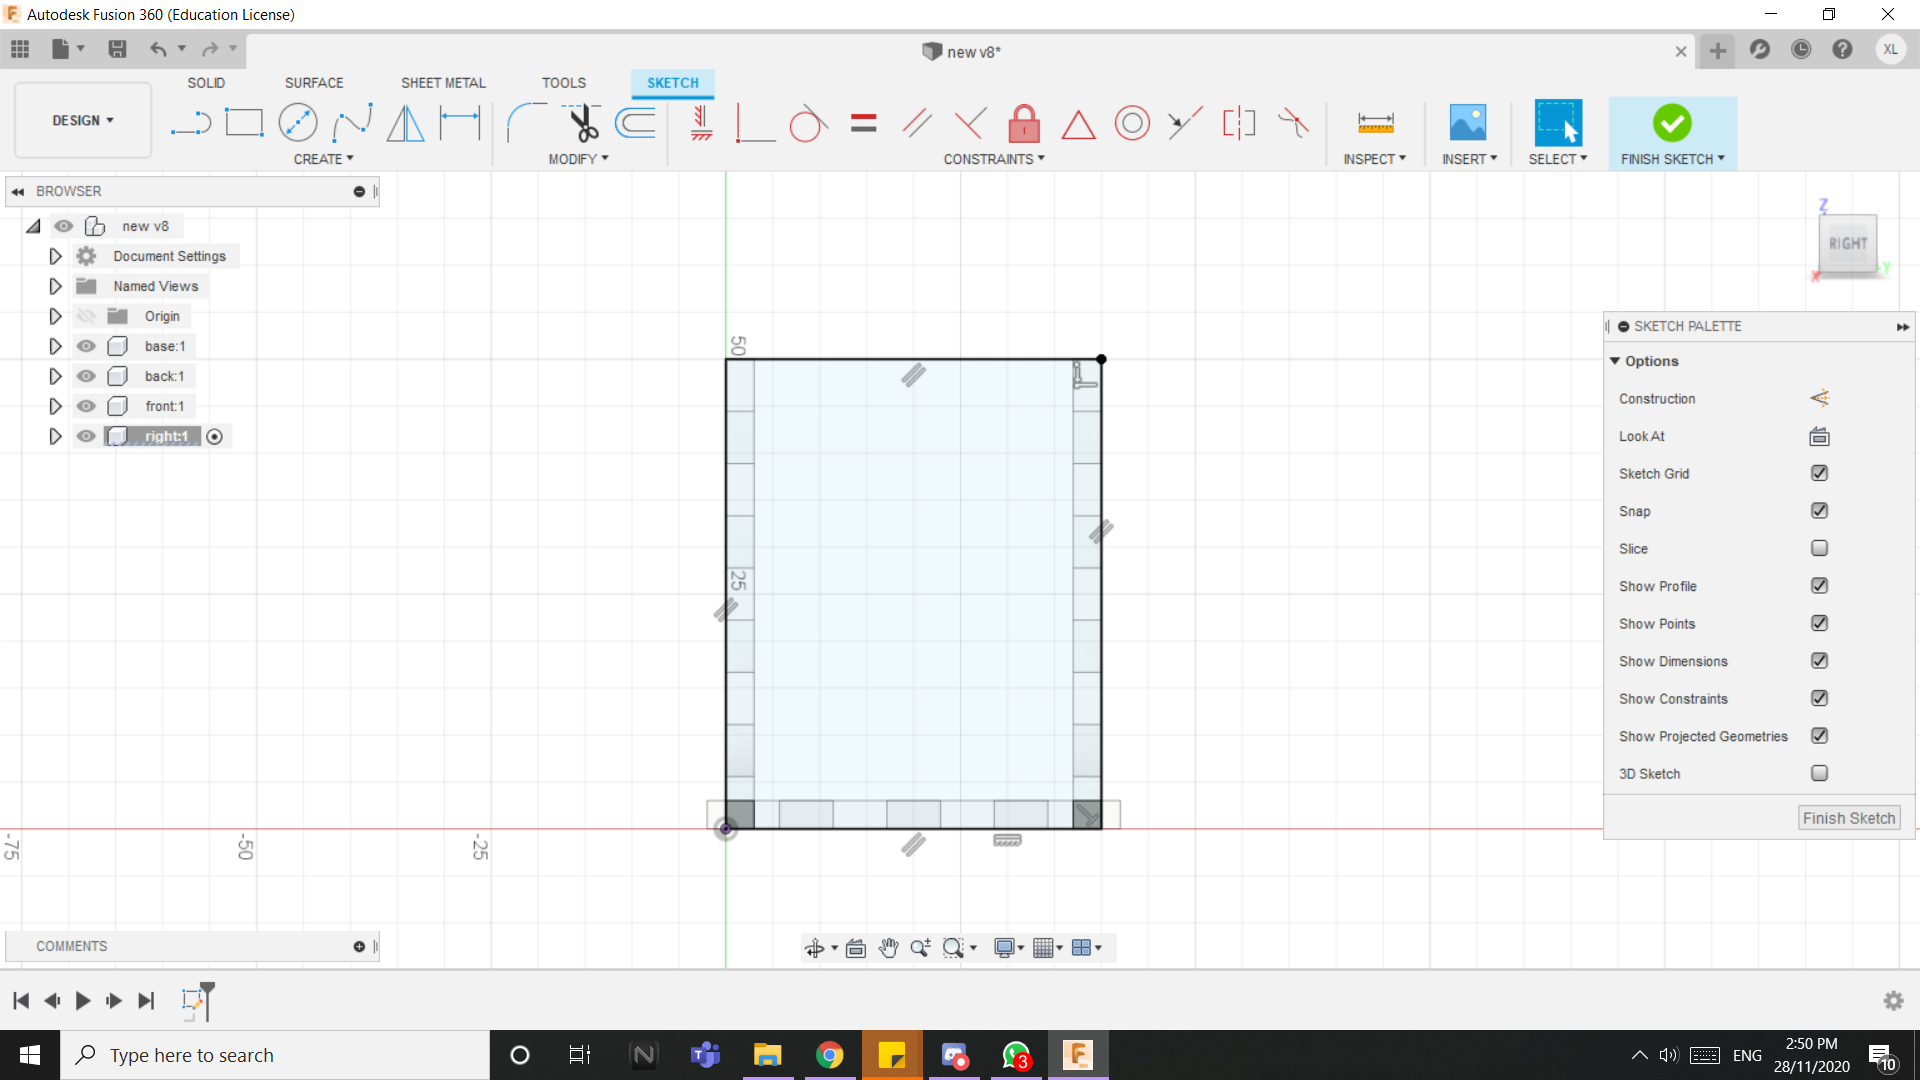 Autodesk Fusion 360 (Education License)
new v8*
XL
SOLID
SURFACE
SHEET METAL
TOOLS
SKETCH
DESIGN
CREATE
MODIFY
CONSTRAINTS
INSPECT
INSERT
SELECT
FINISH SKETCH
BROWSER
new v8
Document Settings
Named Views
Origin
base:1
back:1
front:1
right:1
Z
RIGHT
X
Y
50
25
-75
-50
-25
SKETCH PALETTE
Options
Construction
Look At
Sketch Grid
Snap
Slice
Show Profile
Show Points
Show Dimensions
Show Constraints
Show Projected Geometries
3D Sketch
Finish Sketch
COMMENTS
Type here to search
3
ENG
2:50 PM
28/11/2020
10